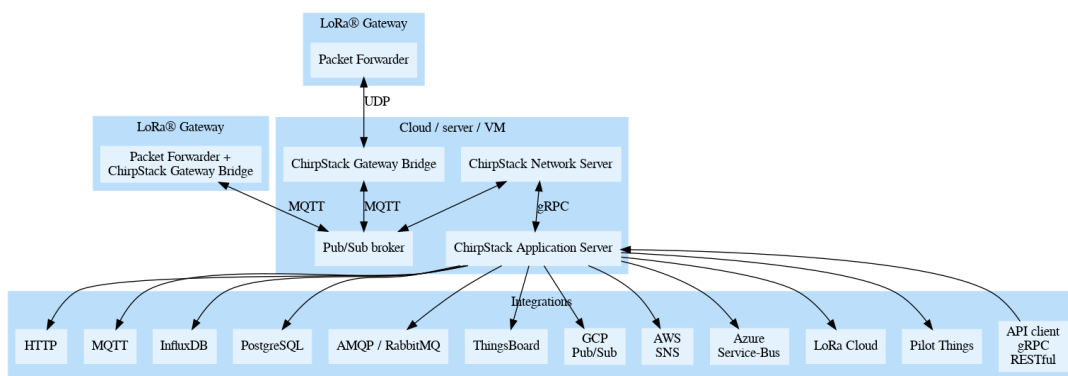 LoRa® Gateway
Packet Forwarder
UDP
LoRa® Gateway
Packet Forwarder +
ChirpStack Gateway Bridge
Cloud / server / VM
ChirpStack Gateway Bridge
ChirpStack Network Server
MQTT
MQTT
gRPC
Pub/Sub broker
ChirpStack Application Server
Integrations
HTTP
MQTT
InfluxDB
PostgreSQL
AMQP / RabbitMQ
ThingsBoard
GCP
Pub/Sub
AWS
SNS
Azure
Service-Bus
LoRa Cloud
Pilot Things
API client
gRPC
RESTful